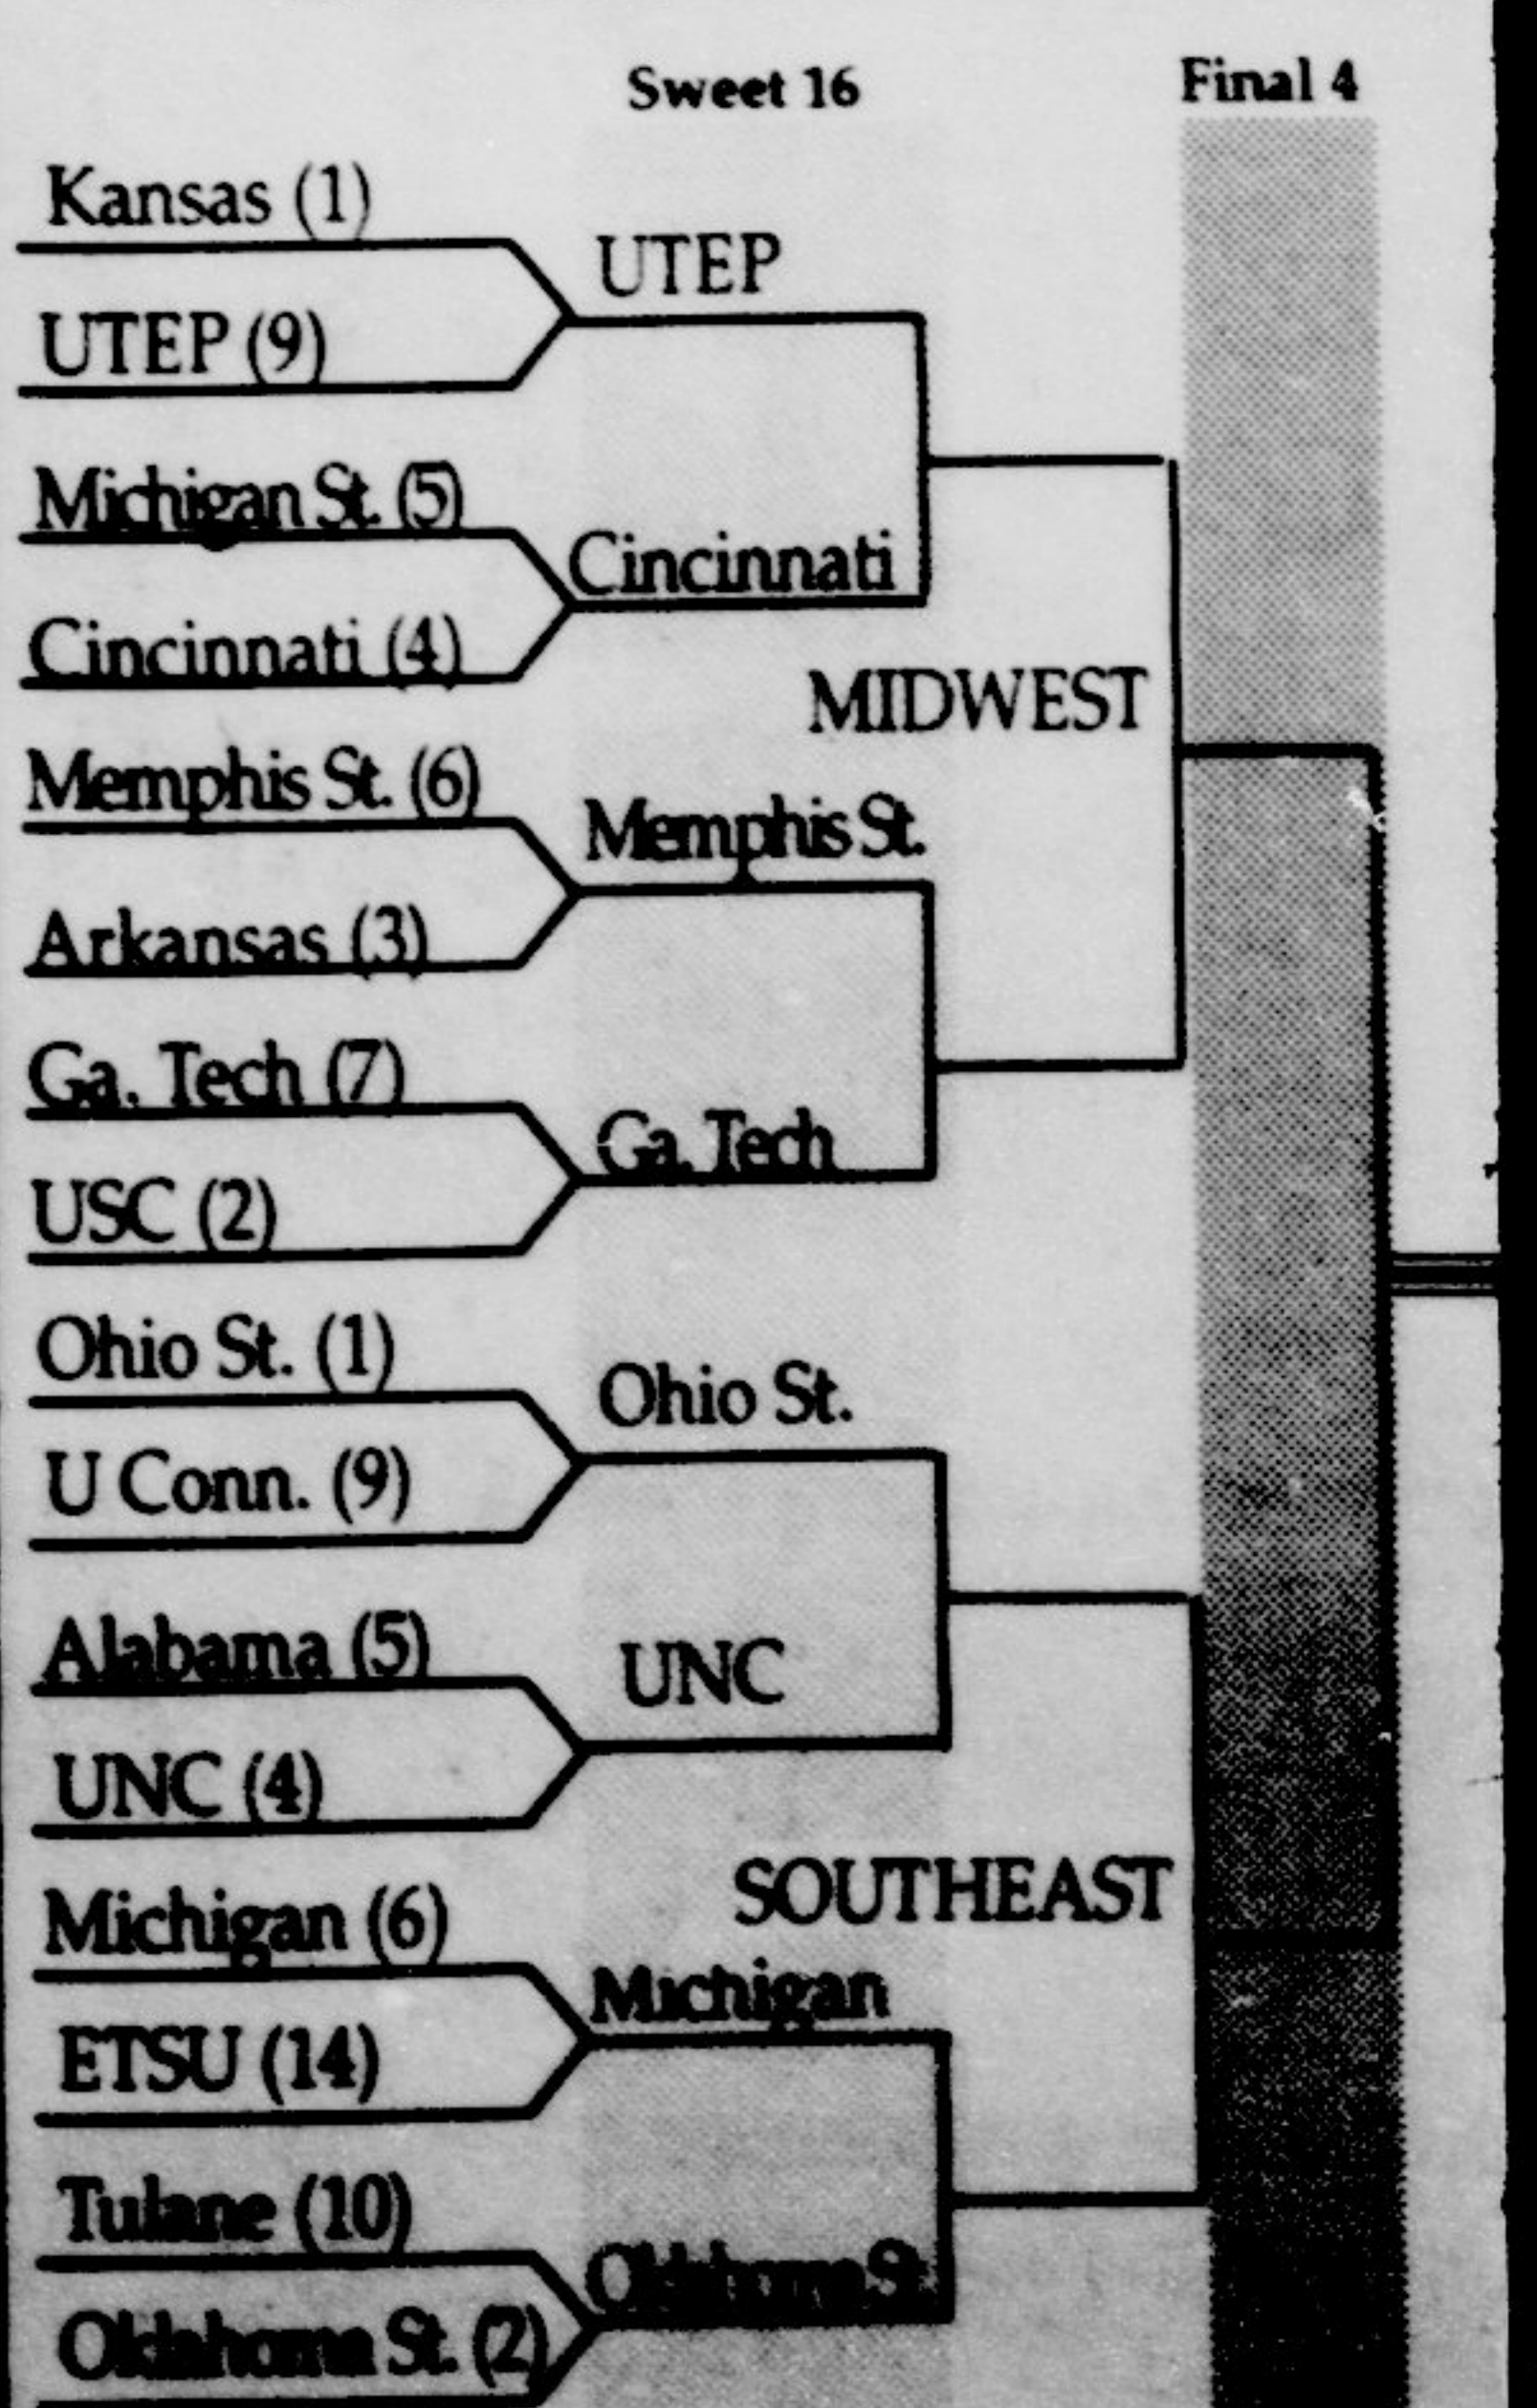 Sweet 16
Final 4
Kansas (1)
UTEP
UTEP (9)
Michigan St. (5)
Cincinnati
Cincinnati (4)
MIDWEST
Memphis St. (6)
Memphis St.
Arkansas (3)
Ga. Tech (7)
Ga. Tech
USC (2)
Ohio St. (1)
Ohio St.
U Conn. (9)
Alabama (5)
UNC
UNC (4)
SOUTHEAST
Michigan (6)
Michigan
ETSU (14)
Tulane (10)
Oklahoma St.
Oklahoma St. (2)